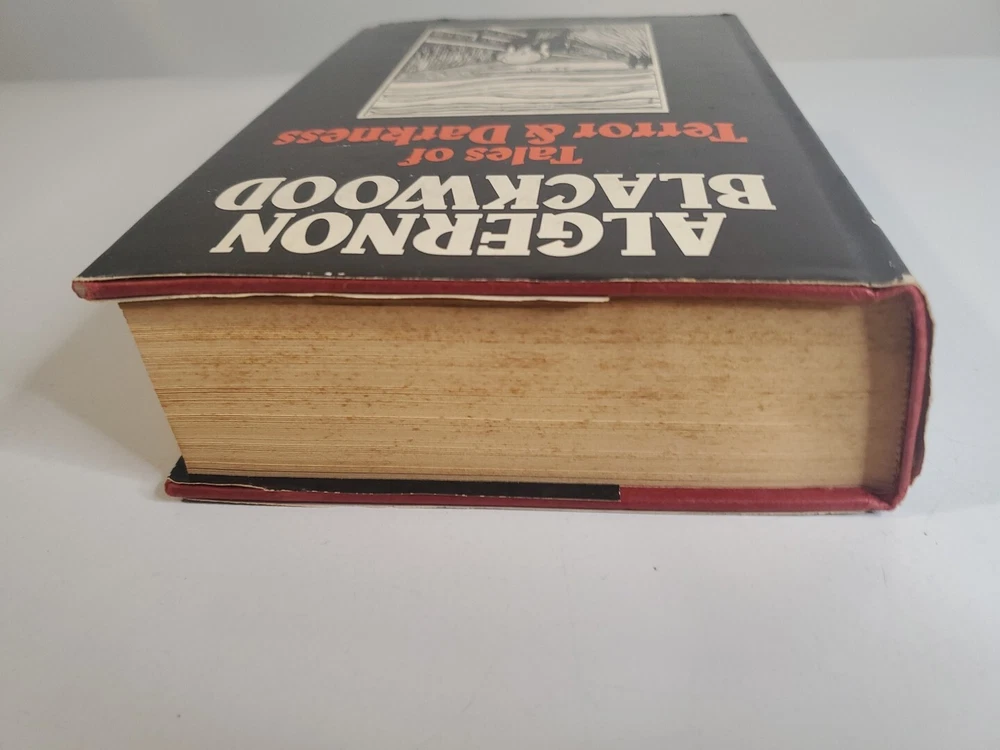 ALGERNON
BLACKWOOD
Tales of
Terror & Darkness